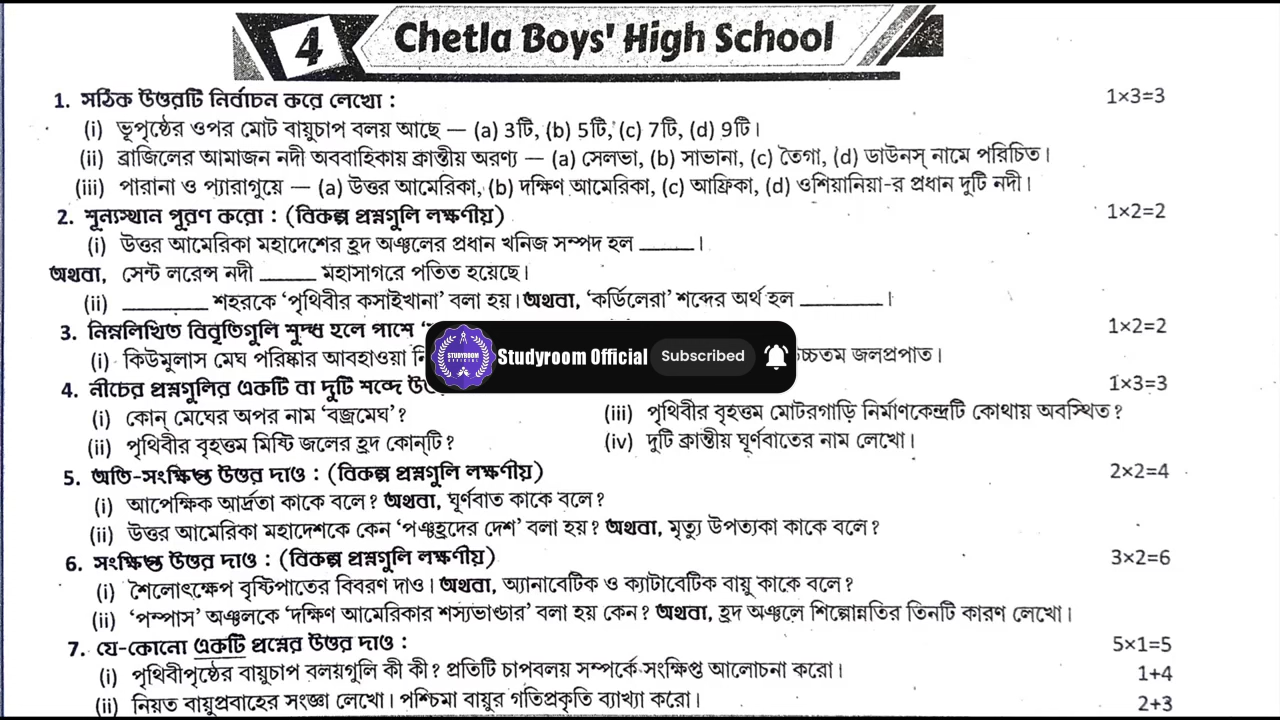 4 Chetla Boys' High School
1. সঠিক উত্তরটি নির্বাচন করে লেখো : 1×3=3
(i) ভূপৃষ্ঠের ওপর মোট বায়ুচাপ বলয় আছে — (a) 3টি, (b) 5টি, (c) 7টি, (d) 9টি।
(ii) ব্রাজিলের আমাজন নদী অববাহিকায় ক্রান্তীয় অরণ্য — (a) সেলভা, (b) সাভানা, (c) তৈগা, (d) ডাউনস্ নামে পরিচিত।
(iii) পারানা ও প্যারাগুয়ে — (a) উত্তর আমেরিকা, (b) দক্ষিণ আমেরিকা, (c) আফ্রিকা, (d) ওশিয়ানিয়া-র প্রধান দুটি নদী।
2. শূন্যস্থান পূরণ করো : (বিকল্প প্রশ্নগুলি লক্ষণীয়) 1×2=2
(i) উত্তর আমেরিকা মহাদেশের হ্রদ অঞ্চলের প্রধান খনিজ সম্পদ হল ______।
অথবা, সেন্ট লরেন্স নদী ______ মহাসাগরে পতিত হয়েছে।
(ii) ________ শহরকে ‘পৃথিবীর কসাইখানা’ বলা হয়। অথবা, ‘কর্ডিলেরা’ শব্দের অর্থ হল ________।
3. নিম্নলিখিত বিবৃতিগুলি শুদ্ধ হলে পাশে 1×2=2
(i) কিউমুলাস মেঘ পরিষ্কার আবহাওয়া জলপ্রপাত।
Studyroom Official Subscribed
STUDYROOM OFFICIAL
4. নীচের প্রশ্নগুলির একটি বা দুটি শব্দে 1×3=3
(i) কোন্ মেঘের অপর নাম ‘বজ্রমেঘ’? (iii) পৃথিবীর বৃহত্তম মোটরগাড়ি নির্মাণকেন্দ্রটি কোথায় অবস্থিত?
(ii) পৃথিবীর বৃহত্তম মিষ্টি জলের হ্রদ কোন্‌টি? (iv) দুটি ক্রান্তীয় ঘূর্ণবাতের নাম লেখো।
5. অতি-সংক্ষিপ্ত উত্তর দাও : (বিকল্প প্রশ্নগুলি লক্ষণীয়) 2×2=4
(i) আপেক্ষিক আর্দ্রতা কাকে বলে? অথবা, ঘূর্ণবাত কাকে বলে?
(ii) উত্তর আমেরিকা মহাদেশকে কেন ‘পঞ্চহ্রদের দেশ’ বলা হয়? অথবা, মৃত্যু উপত্যকা কাকে বলে?
6. সংক্ষিপ্ত উত্তর দাও : (বিকল্প প্রশ্নগুলি লক্ষণীয়) 3×2=6
(i) শৈলোৎক্ষেপ বৃষ্টিপাতের বিবরণ দাও। অথবা, অ্যানাবেটিক ও ক্যাটাবেটিক বায়ু কাকে বলে?
(ii) ‘পম্পাস’ অঞ্চলকে ‘দক্ষিণ আমেরিকার শস্যভাণ্ডার’ বলা হয় কেন? অথবা, হ্রদ অঞ্চলে শিল্পোন্নতির তিনটি কারণ লেখো।
7. যে-কোনো একটি প্রশ্নের উত্তর দাও : 5×1=5
(i) পৃথিবীপৃষ্ঠের বায়ুচাপ বলয়গুলি কী কী? প্রতিটি চাপবলয় সম্পর্কে সংক্ষিপ্ত আলোচনা করো। 1+4
(ii) নিয়ত বায়ুপ্রবাহের সংজ্ঞা লেখো। পশ্চিমা বায়ুর গতিপ্রকৃতি ব্যাখ্যা করো। 2+3